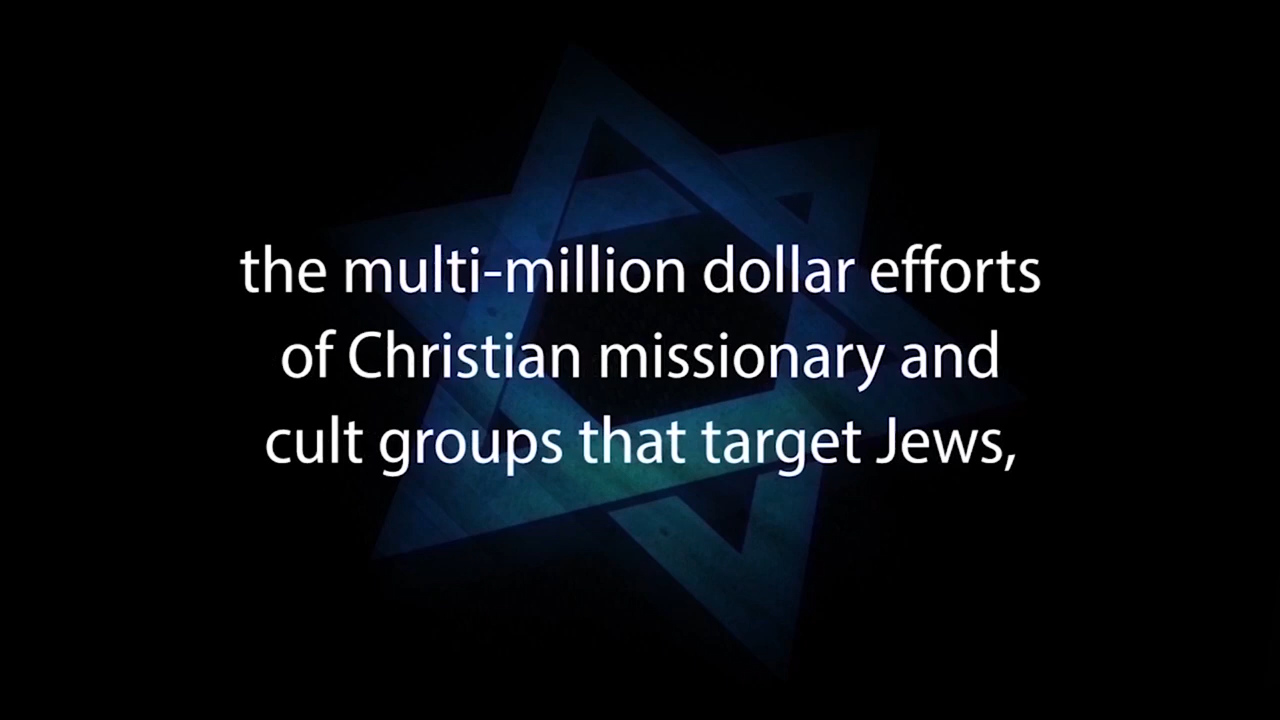 the multi-million dollar efforts
of Christian missionary and
cult groups that target Jews,